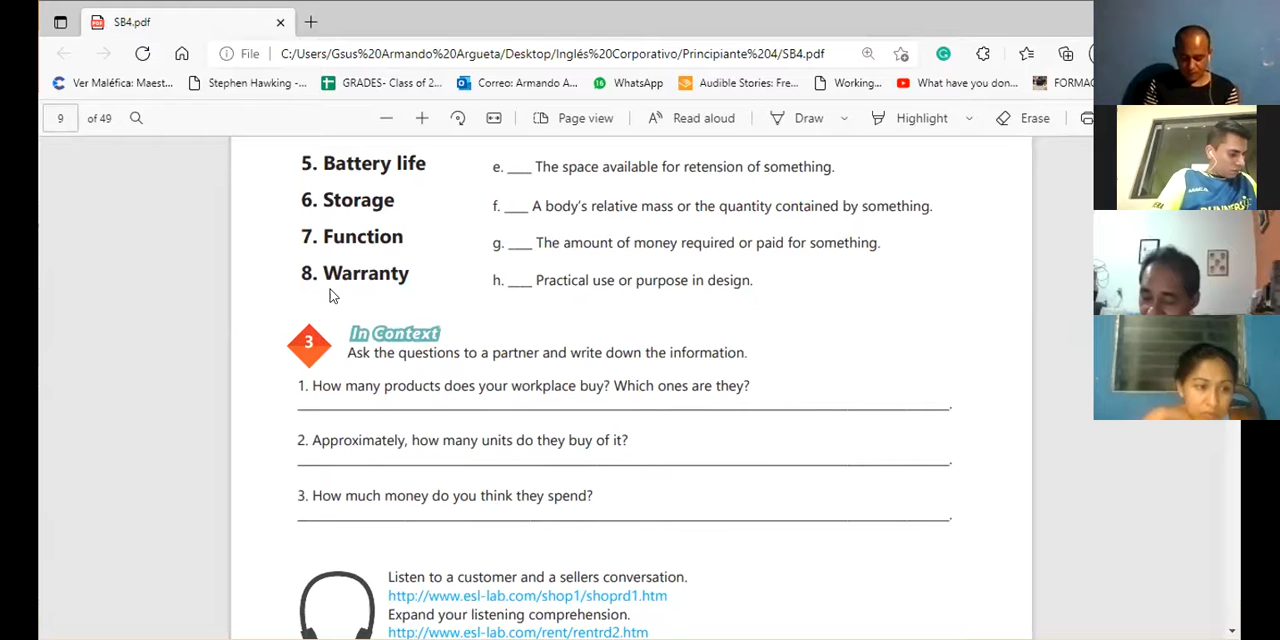 SB4.pdf
File C:/Users/Gsus%20Armando%20Argueta/Desktop/Inglés%20Corporativo/Principiante%204/SB4.pdf
Ver Maléfica: Maest... Stephen Hawking -... GRADES- Class of 2... Correo: Armando A... WhatsApp Audible Stories: Fre... Working... What have you don... FORMAC
9 of 49 Page view Read aloud Draw Highlight Erase
5. Battery life e. ___ The space available for retension of something.
6. Storage f. ___ A body's relative mass or the quantity contained by something.
7. Function g. ___ The amount of money required or paid for something.
8. Warranty h. ___ Practical use or purpose in design.
3 In Context
Ask the questions to a partner and write down the information.
1. How many products does your workplace buy? Which ones are they?
2. Approximately, how many units do they buy of it?
3. How much money do you think they spend?
Listen to a customer and a sellers conversation.
http://www.esl-lab.com/shop1/shoprd1.htm
Expand your listening comprehension.
http://www.esl-lab.com/rent/rentrd2.htm